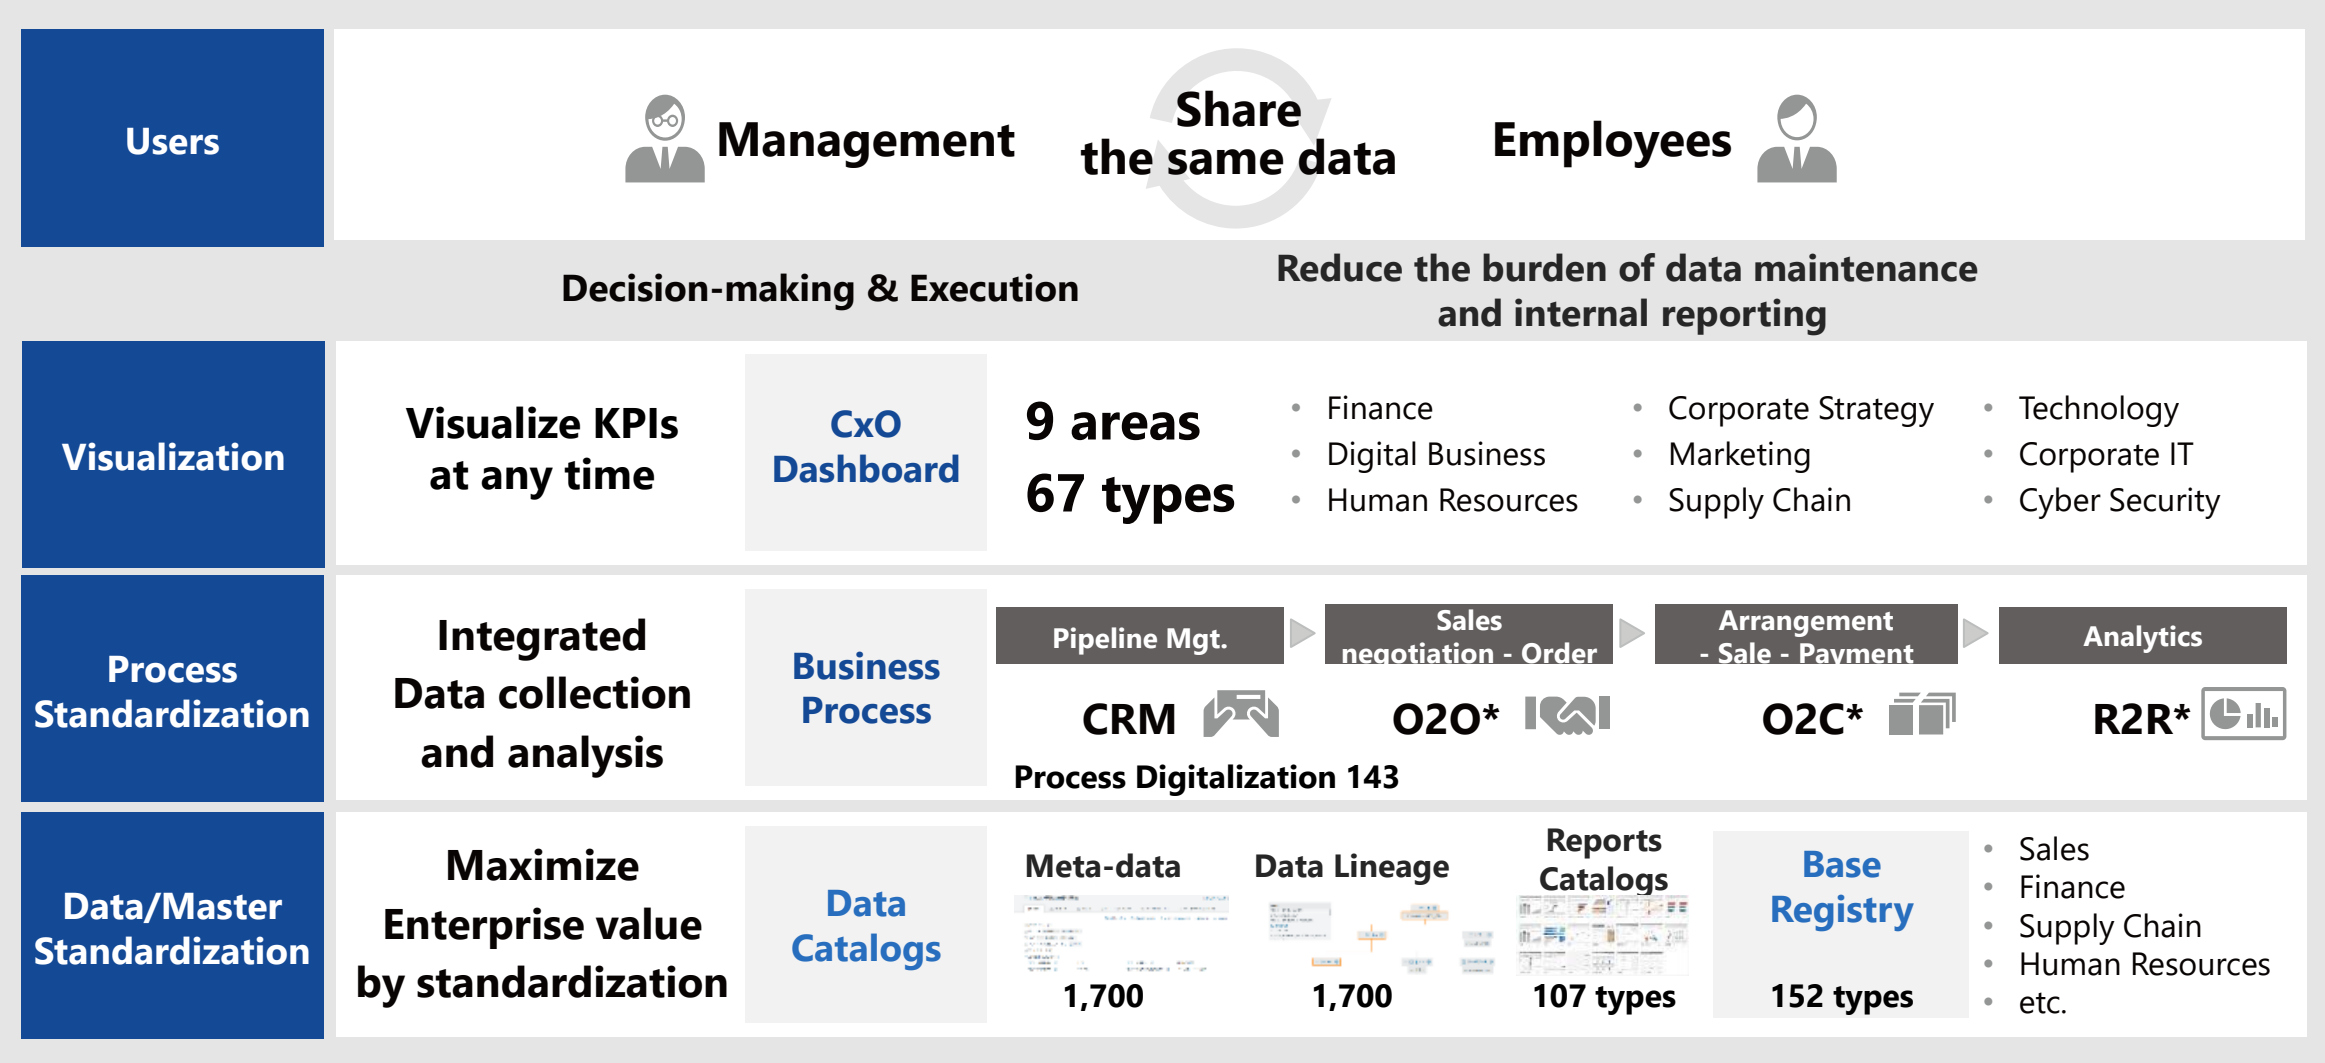 Users
Management
Share
the same data
Employees
Decision-making & Execution
Reduce the burden of data maintenance
and internal reporting
Visualization
Visualize KPIs
at any time
CxO
Dashboard
9 areas
67 types
• Finance
• Digital Business
• Human Resources
• Corporate Strategy
• Marketing
• Supply Chain
• Technology
• Corporate IT
• Cyber Security
Process
Standardization
Integrated
Data collection
and analysis
Business
Process
Pipeline Mgt.
Sales
negotiation - Order
Arrangement
- Sale - Payment
Analytics
CRM
O2O*
O2C*
R2R*
Process Digitalization 143
Data/Master
Standardization
Maximize
Enterprise value
by standardization
Data
Catalogs
Meta-data
1,700
Data Lineage
1,700
Reports
Catalogs
107 types
Base
Registry
152 types
• Sales
• Finance
• Supply Chain
• Human Resources
• etc.